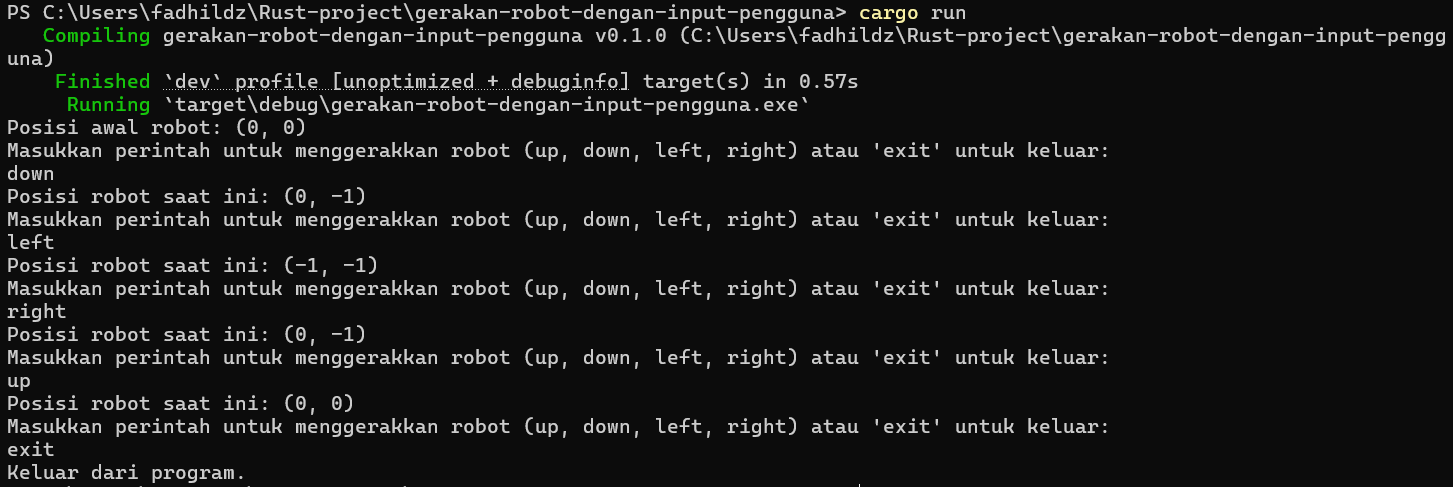 PS C:\Users\fadhildz\Rust-project\gerakan-robot-dengan-input-pengguna> cargo run
   Compiling gerakan-robot-dengan-input-pengguna v0.1.0 (C:\Users\fadhildz\Rust-project\gerakan-robot-dengan-input-pengg
una)
    Finished `dev` profile [unoptimized + debuginfo] target(s) in 0.57s
     Running `target\debug\gerakan-robot-dengan-input-pengguna.exe`
Posisi awal robot: (0, 0)
Masukkan perintah untuk menggerakkan robot (up, down, left, right) atau 'exit' untuk keluar:
down
Posisi robot saat ini: (0, -1)
Masukkan perintah untuk menggerakkan robot (up, down, left, right) atau 'exit' untuk keluar:
left
Posisi robot saat ini: (-1, -1)
Masukkan perintah untuk menggerakkan robot (up, down, left, right) atau 'exit' untuk keluar:
right
Posisi robot saat ini: (0, -1)
Masukkan perintah untuk menggerakkan robot (up, down, left, right) atau 'exit' untuk keluar:
up
Posisi robot saat ini: (0, 0)
Masukkan perintah untuk menggerakkan robot (up, down, left, right) atau 'exit' untuk keluar:
exit
Keluar dari program.